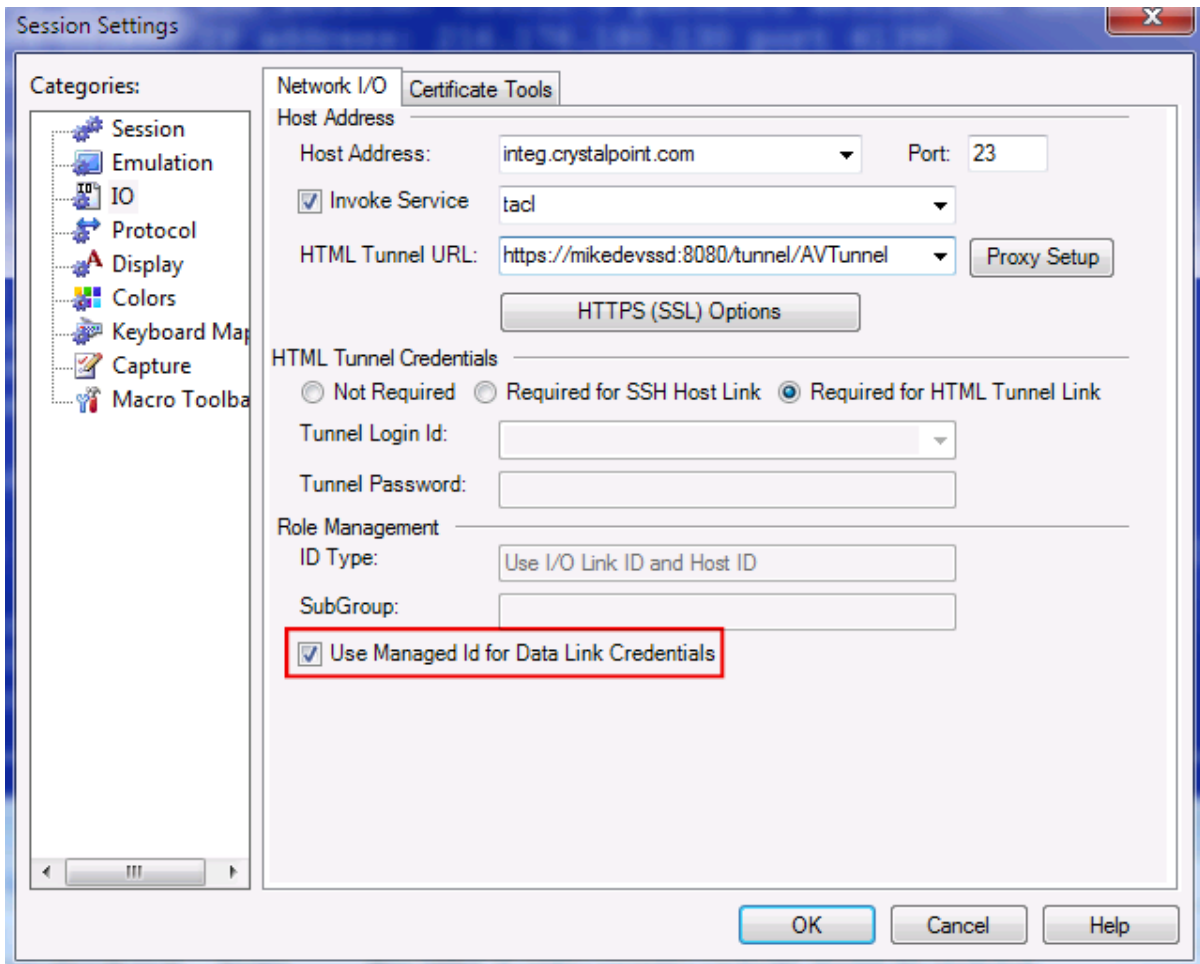 Session Settings
X
Categories:
Session
Emulation
IO
Protocol
Display
Colors
Keyboard Map
Capture
Macro Toolba
Network I/O
Certificate Tools
Host Address
Host Address: integ.crystalpoint.com Port: 23
Invoke Service tacl
HTML Tunnel URL: https://mikedevssd:8080/tunnel/AVTunnel Proxy Setup
HTTPS (SSL) Options
HTML Tunnel Credentials
Not Required Required for SSH Host Link Required for HTML Tunnel Link
Tunnel Login Id:
Tunnel Password:
Role Management
ID Type: Use I/O Link ID and Host ID
SubGroup:
Use Managed Id for Data Link Credentials
OK Cancel Help